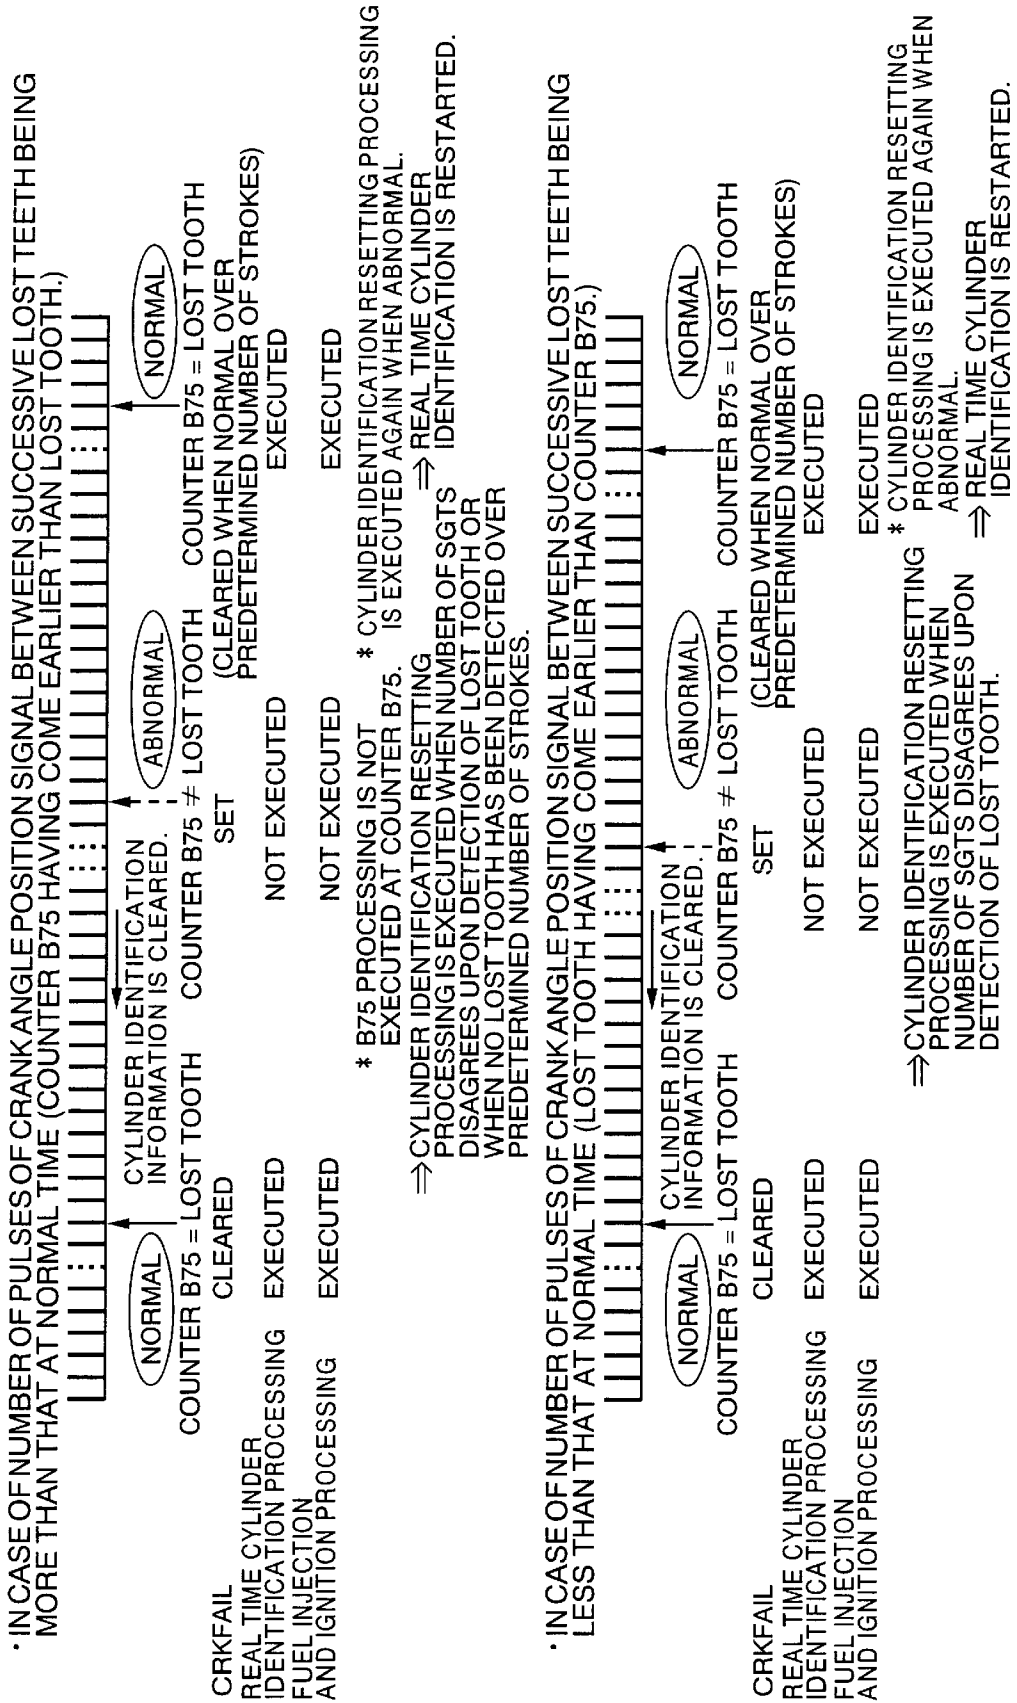 · IN CASE OF NUMBER OF PULSES OF CRANK ANGLE POSITION SIGNAL BETWEEN SUCCESSIVE LOST TEETH BEING
MORE THAN THAT AT NORMAL TIME (COUNTER B75 HAVING COME EARLIER THAN LOST TOOTH.)
CYLINDER IDENTIFICATION
INFORMATION IS CLEARED.
NORMAL
ABNORMAL
NORMAL
COUNTER B75 = LOST TOOTH
COUNTER B75 ≠ LOST TOOTH
COUNTER B75 = LOST TOOTH
CRKFAIL
CLEARED
SET
(CLEARED WHEN NORMAL OVER
PREDETERMINED NUMBER OF STROKES)
REAL TIME CYLINDER
IDENTIFICATION PROCESSING
EXECUTED
NOT EXECUTED
EXECUTED
FUEL INJECTION
AND IGNITION PROCESSING
EXECUTED
NOT EXECUTED
EXECUTED
* B75 PROCESSING IS NOT
EXECUTED AT COUNTER B75.
⇒ CYLINDER IDENTIFICATION RESETTING
PROCESSING IS EXECUTED WHEN NUMBER OF SGTS
DISAGREES UPON DETECTION OF LOST TOOTH OR
WHEN NO LOST TOOTH HAS BEEN DETECTED OVER
PREDETERMINED NUMBER OF STROKES.
* CYLINDER IDENTIFICATION RESETTING PROCESSING
IS EXECUTED AGAIN WHEN ABNORMAL.
⇒ REAL TIME CYLINDER
IDENTIFICATION IS RESTARTED.
· IN CASE OF NUMBER OF PULSES OF CRANK ANGLE POSITION SIGNAL BETWEEN SUCCESSIVE LOST TEETH BEING
LESS THAN THAT AT NORMAL TIME (LOST TOOTH HAVING COME EARLIER THAN COUNTER B75.)
CYLINDER IDENTIFICATION
INFORMATION IS CLEARED.
NORMAL
ABNORMAL
NORMAL
COUNTER B75 = LOST TOOTH
COUNTER B75 ≠ LOST TOOTH
COUNTER B75 = LOST TOOTH
CRKFAIL
CLEARED
SET
(CLEARED WHEN NORMAL OVER
PREDETERMINED NUMBER OF STROKES)
REAL TIME CYLINDER
IDENTIFICATION PROCESSING
EXECUTED
NOT EXECUTED
EXECUTED
FUEL INJECTION
AND IGNITION PROCESSING
EXECUTED
NOT EXECUTED
EXECUTED
⇒ CYLINDER IDENTIFICATION RESETTING
PROCESSING IS EXECUTED WHEN
NUMBER OF SGTS DISAGREES UPON
DETECTION OF LOST TOOTH.
* CYLINDER IDENTIFICATION RESETTING
PROCESSING IS EXECUTED AGAIN WHEN
ABNORMAL.
⇒ REAL TIME CYLINDER
IDENTIFICATION IS RESTARTED.